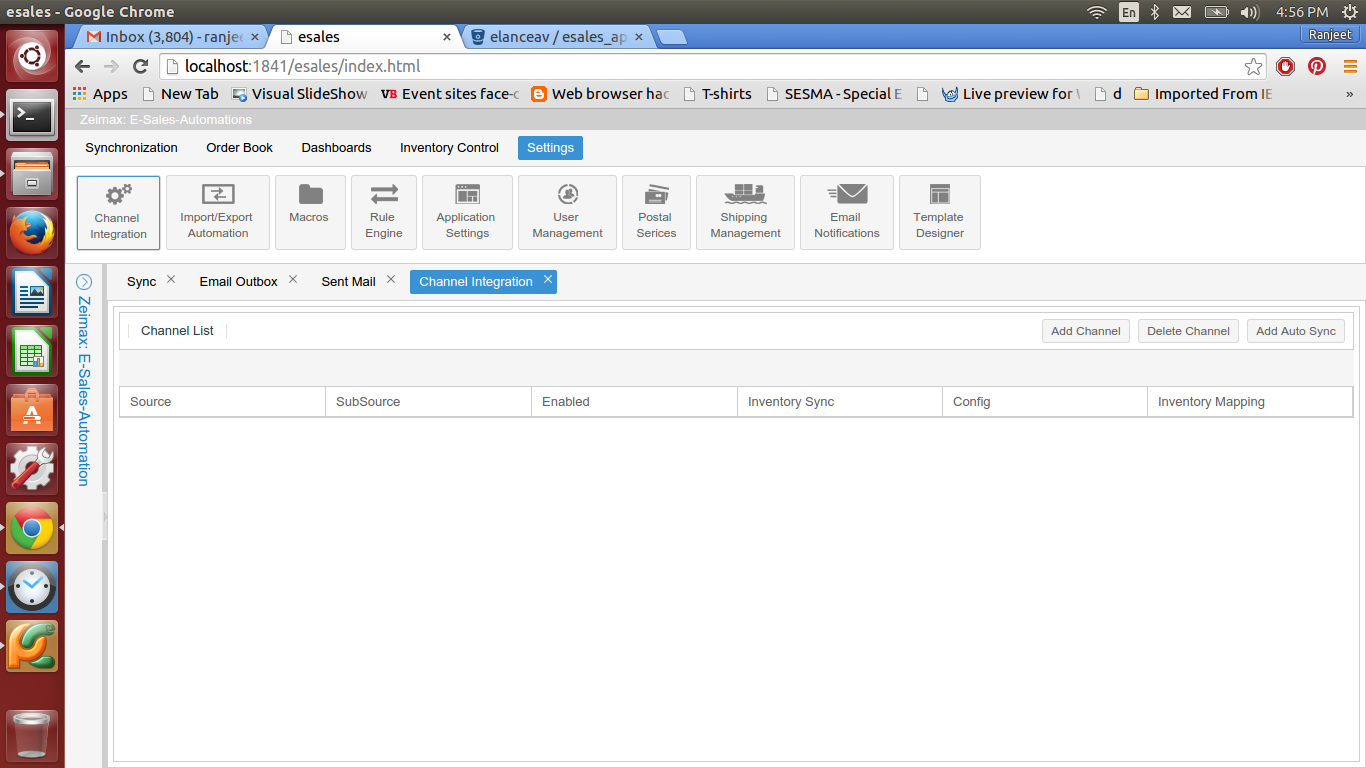 esales - Google Chrome En 4:56 PM
Inbox (3,804) - ranjee esales elanceav / esales_ap Ranjeet
localhost:1841/esales/index.html
Apps New Tab Visual SlideShow Event sites face-c Web browser hac T-shirts SESMA - Special E Live preview for d Imported From IE »
Zeimax: E-Sales-Automations
Synchronization Order Book Dashboards Inventory Control Settings
Channel Integration
Import/Export Automation
Macros
Rule Engine
Application Settings
User Management
Postal Serices
Shipping Management
Email Notifications
Template Designer
Zeimax: E-Sales-Automation
Sync Email Outbox Sent Mail Channel Integration
Channel List Add Channel Delete Channel Add Auto Sync
Source SubSource Enabled Inventory Sync Config Inventory Mapping